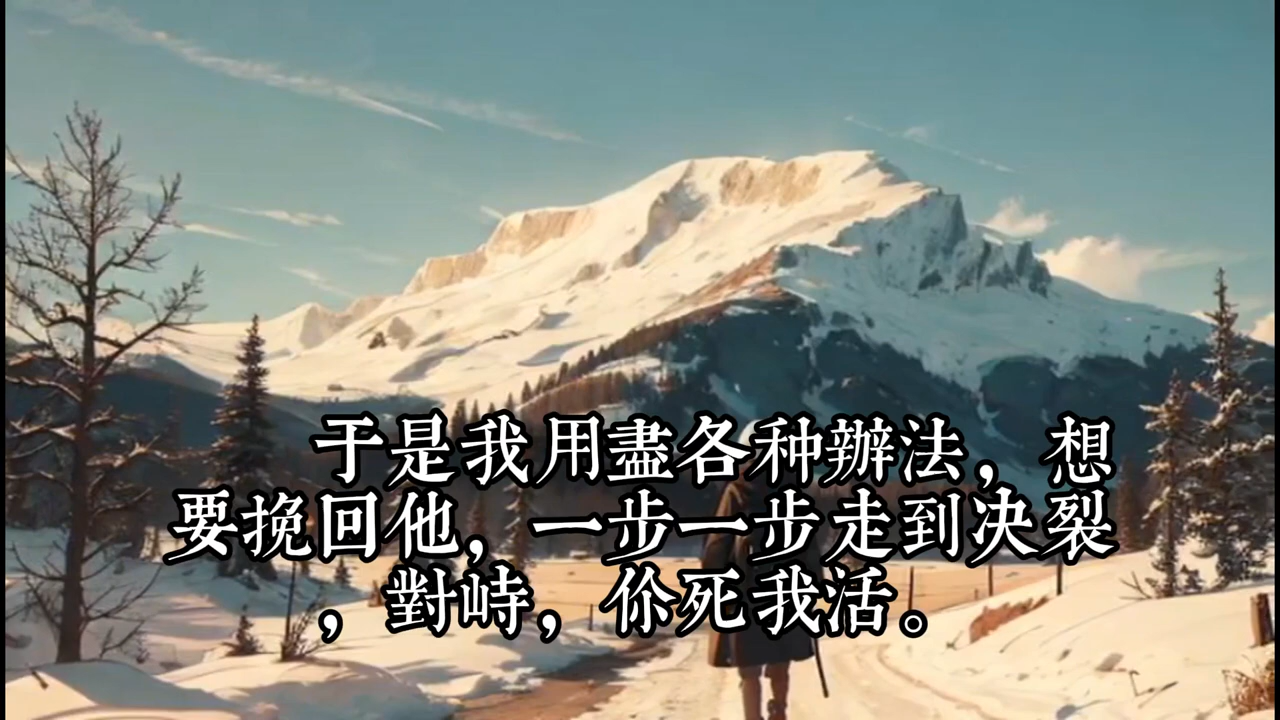 于是我用盡各种辦法，想
要挽回他，一步一步走到决裂
，對峙，你死我活。